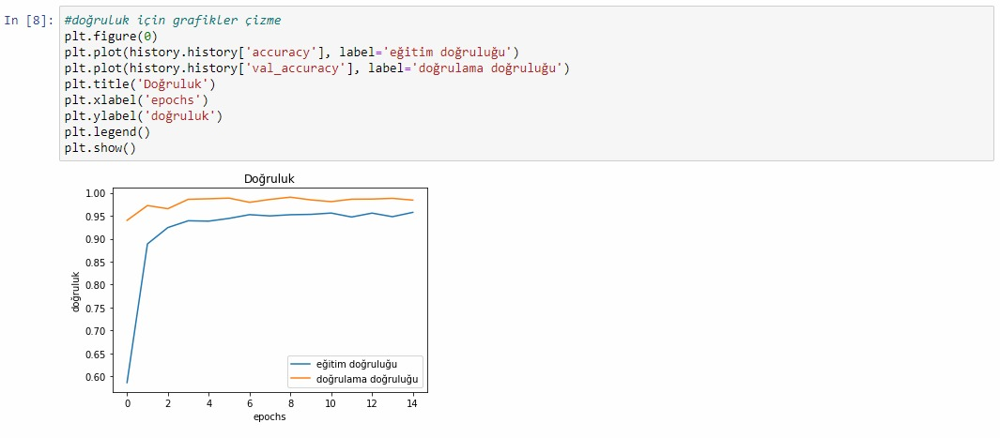 In [8]: #doğruluk için grafikler çizme
plt.figure(0)
plt.plot(history.history['accuracy'], label='eğitim doğruluğu')
plt.plot(history.history['val_accuracy'], label='doğrulama doğruluğu')
plt.title('Doğruluk')
plt.xlabel('epochs')
plt.ylabel('doğruluk')
plt.legend()
plt.show()
Doğruluk
1.00
0.95
0.90
0.85
0.80
0.75
0.70
0.65
0.60
doğruluk
eğitim doğruluğu
doğrulama doğruluğu
0 2 4 6 8 10 12 14
epochs